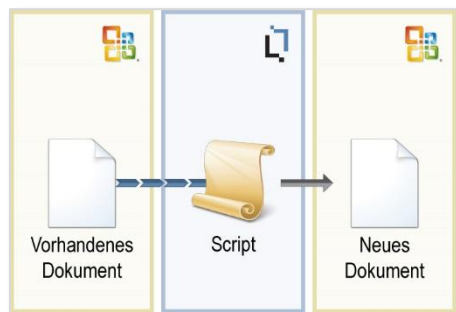 Vorhandenes
Dokument
Script
Neues
Dokument